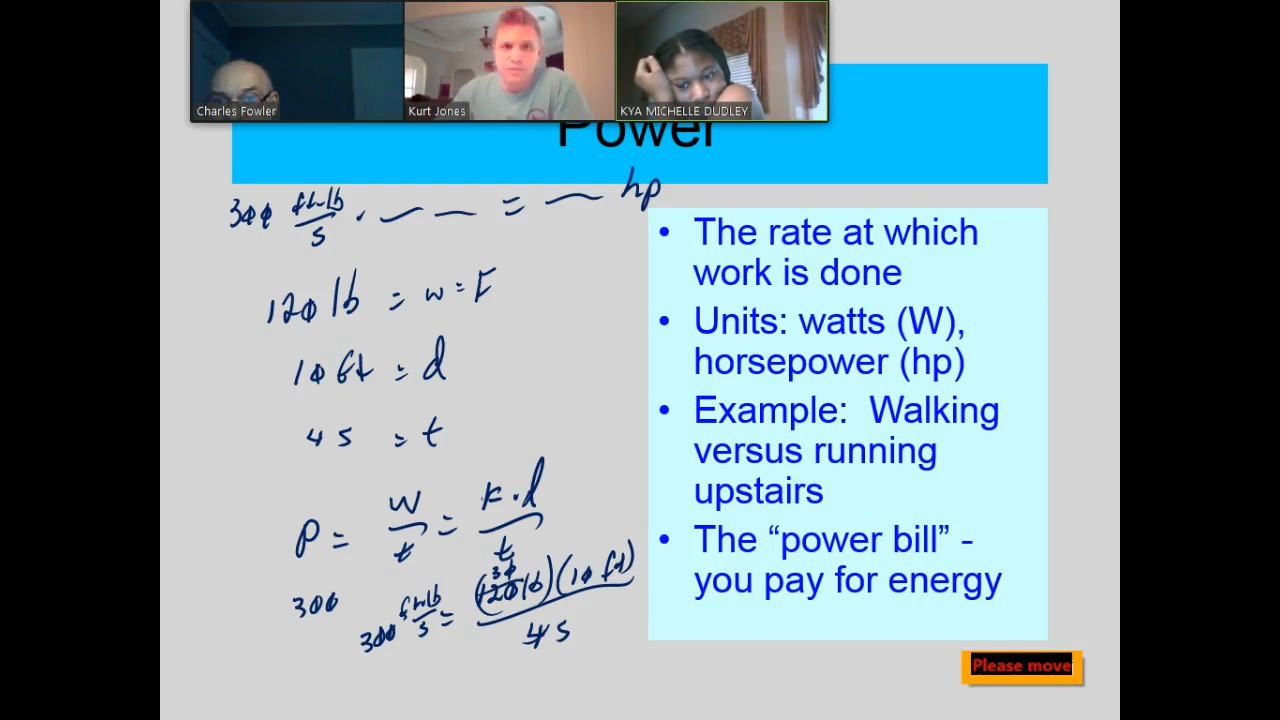 Charles Fowler
Kurt Jones
KYA MICHELLE DUDLEY
Power
300 ft·lb/s · — — = — hp
120 lb = w = F
10 ft = d
4 s = t
P = W/t = F·d/t
300
300 ft·lb/s = (120 lb)(10 ft)/4 s
30
• The rate at which
work is done
• Units: watts (W),
horsepower (hp)
• Example: Walking
versus running
upstairs
• The “power bill” -
you pay for energy
Please move